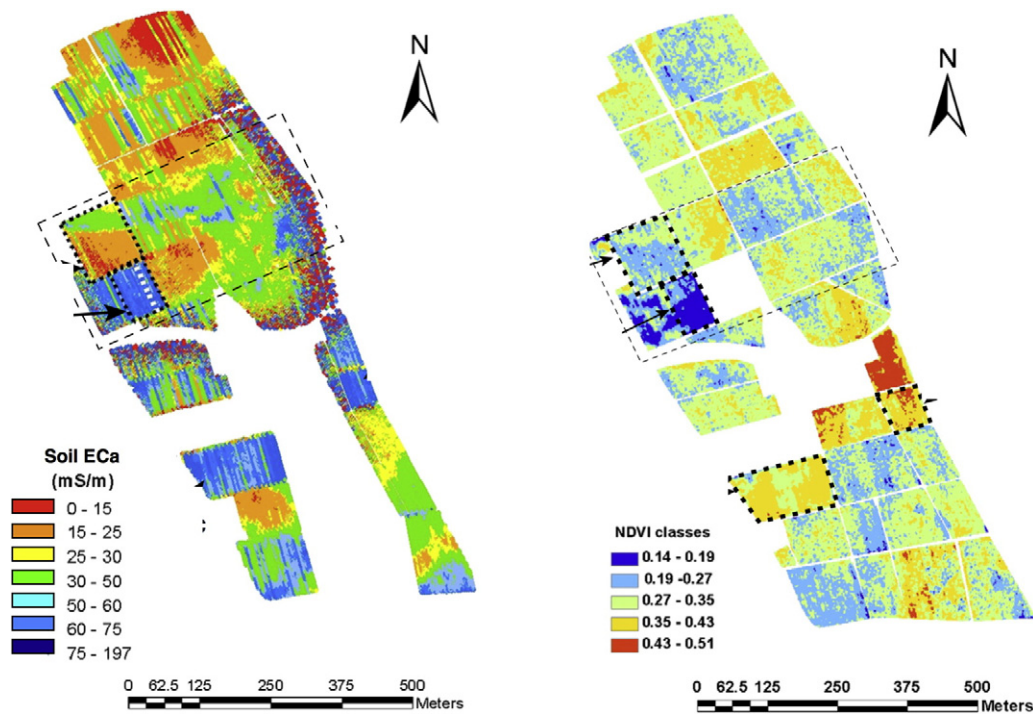 N
N
Soil ECa
(mS/m)
0 - 15
15 - 25
25 - 30
30 - 50
50 - 60
60 - 75
75 - 197
NDVI classes
0.14 - 0.19
0.19 -0.27
0.27 - 0.35
0.35 - 0.43
0.43 - 0.51
0 62.5 125 250 375 500
Meters
0 62.5 125 250 375 500
Meters